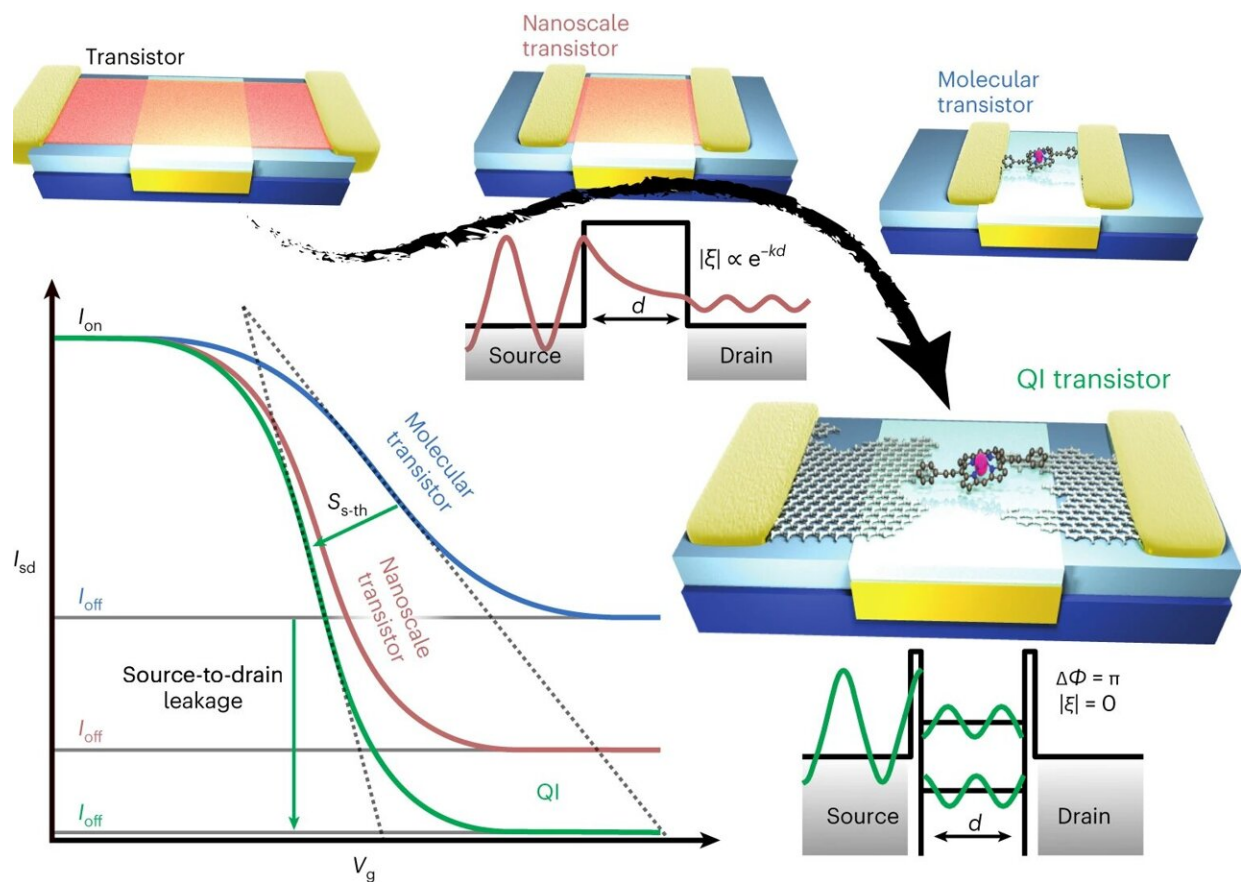 Transistor
Nanoscale
transistor
Molecular
transistor
|ξ| ∝ e⁻ᵏᵈ
d
Source
Drain
QI transistor
I_on
Molecular
transistor
S_s-th
Nanoscale
transistor
I_sd
I_off
Source-to-drain
leakage
I_off
QI
I_off
V_g
ΔΦ = π
|ξ| = 0
Source
d
Drain